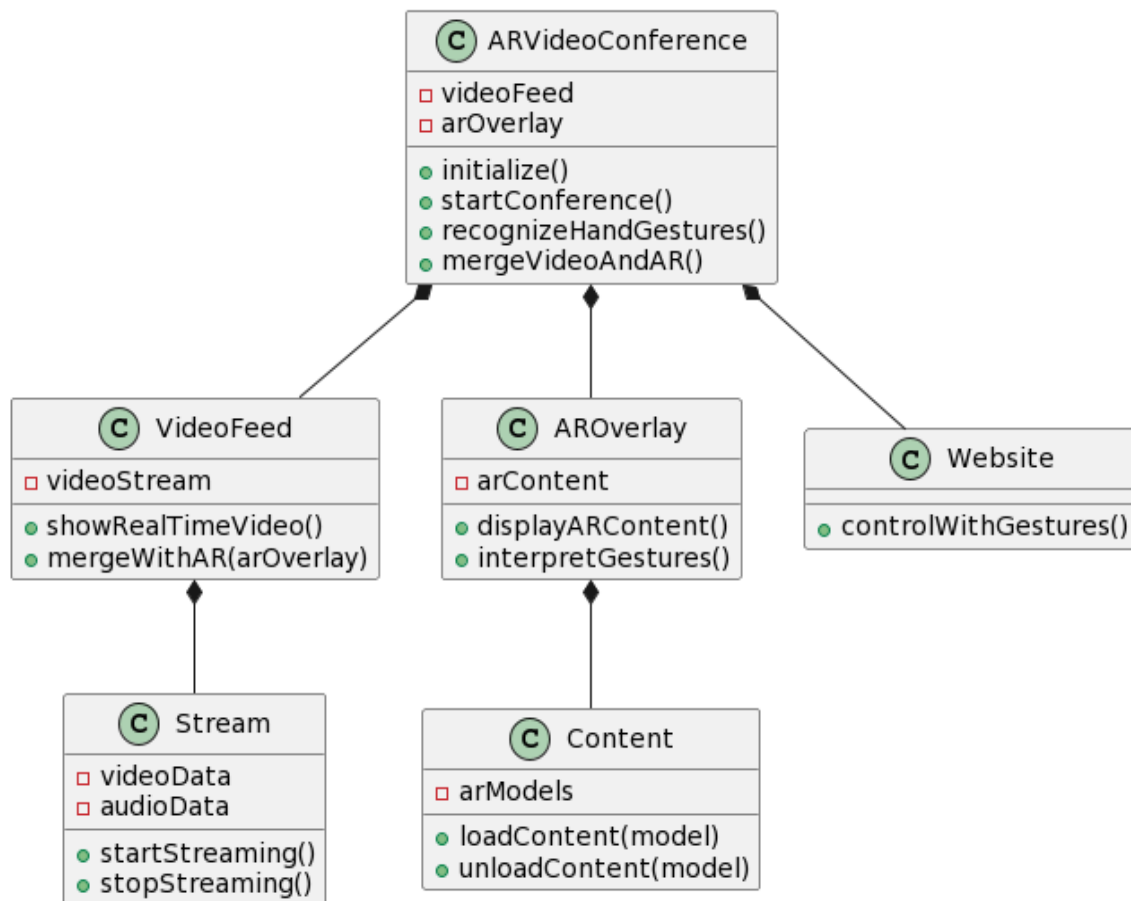 C ARVideoConference
videoFeed
arOverlay
initialize()
startConference()
recognizeHandGestures()
mergeVideoAndAR()
C VideoFeed
videoStream
showRealTimeVideo()
mergeWithAR(arOverlay)
C AROverlay
arContent
displayARContent()
interpretGestures()
C Website
controlWithGestures()
C Stream
videoData
audioData
startStreaming()
stopStreaming()
C Content
arModels
loadContent(model)
unloadContent(model)